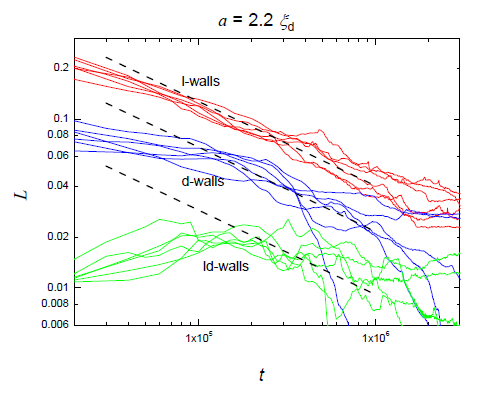 a = 2.2 ξd
0.2
l-walls
0.1
0.08
0.06
d-walls
0.04
L
0.02
ld-walls
0.01
0.008
0.006
1x10⁵ 1x10⁶
t